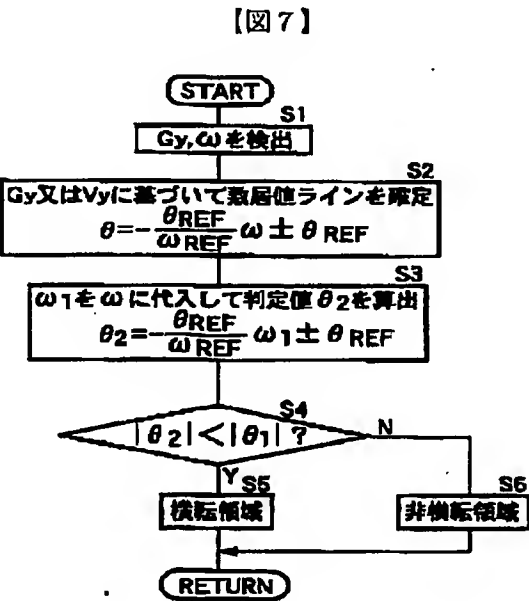 【図7】
START
S1
Gy,ωを検出
S2
Gy又はVyに基づいて敷居値ラインを確定
θ=-θREF/ωREF ω±θREF
S3
ω1をωに代入して判定値θ2を算出
θ2=-θREF/ωREF ω1±θREF
S4
|θ2|<|θ1| ?
N
Y
S5
横転領域
S6
非横転領域
RETURN